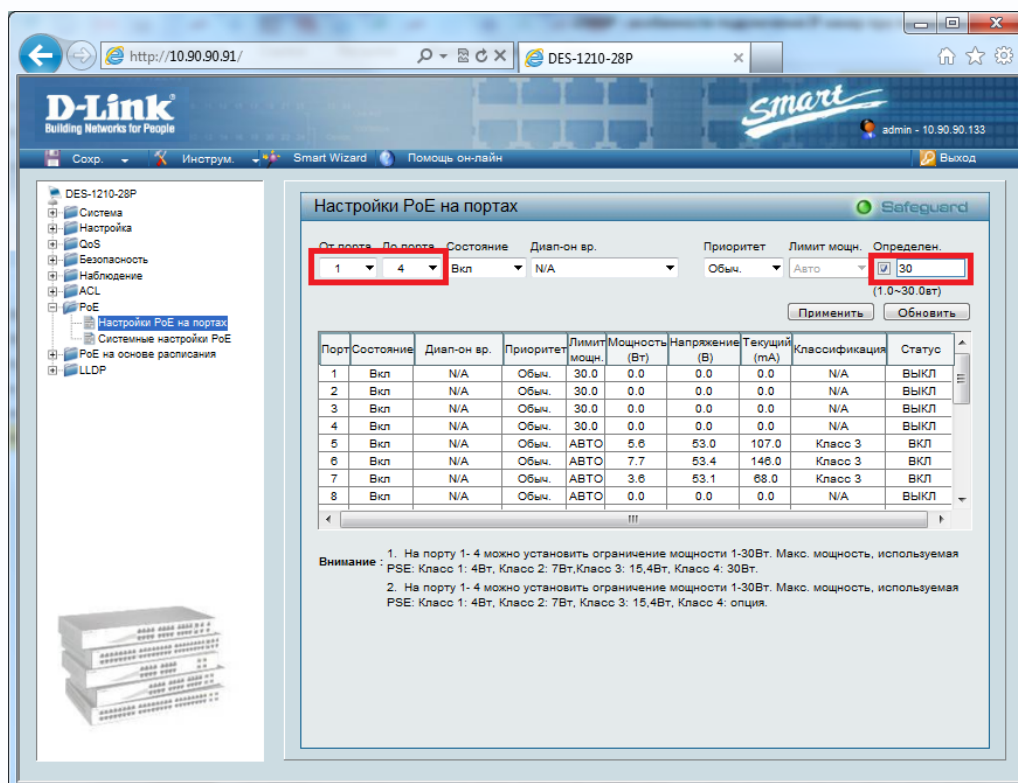 http://10.90.90.91/
DES-1210-28P
D-Link
Building Networks for People
smart
admin - 10.90.90.133
Сохр.
Инструм.
Smart Wizard
Помощь он-лайн
Выход
DES-1210-28P
Система
Настройка
QoS
Безопасность
Наблюдение
ACL
PoE
Настройки PoE на портах
Системные настройки PoE
PoE на основе расписания
LLDP
Настройки PoE на портах
Safeguard
От порта До порта Состояние Диап-он вр. Приоритет Лимит мощн. Определен.
1 4 Вкл N/A Обыч. Авто 30
(1.0~30.0вт)
Применить Обновить
Порт Состояние Диап-он вр. Приоритет Лимит мощн. Мощность (Вт) Напряжение (В) Текущий (mA) Классификация Статус
1 Вкл N/A Обыч. 30.0 0.0 0.0 0.0 N/A ВЫКЛ
2 Вкл N/A Обыч. 30.0 0.0 0.0 0.0 N/A ВЫКЛ
3 Вкл N/A Обыч. 30.0 0.0 0.0 0.0 N/A ВЫКЛ
4 Вкл N/A Обыч. 30.0 0.0 0.0 0.0 N/A ВЫКЛ
5 Вкл N/A Обыч. АВТО 5.6 53.0 107.0 Класс 3 ВКЛ
6 Вкл N/A Обыч. АВТО 7.7 53.4 146.0 Класс 3 ВКЛ
7 Вкл N/A Обыч. АВТО 3.6 53.1 68.0 Класс 3 ВКЛ
8 Вкл N/A Обыч. АВТО 0.0 0.0 0.0 N/A ВЫКЛ
Внимание : 1. На порту 1- 4 можно установить ограничение мощности 1-30Вт. Макс. мощность, используемая
PSE: Класс 1: 4Вт, Класс 2: 7Вт,Класс 3: 15,4Вт, Класс 4: 30Вт.
2. На порту 1- 4 можно установить ограничение мощности 1-30Вт. Макс. мощность, используемая
PSE: Класс 1: 4Вт, Класс 2: 7Вт, Класс 3: 15,4Вт, Класс 4: опция.